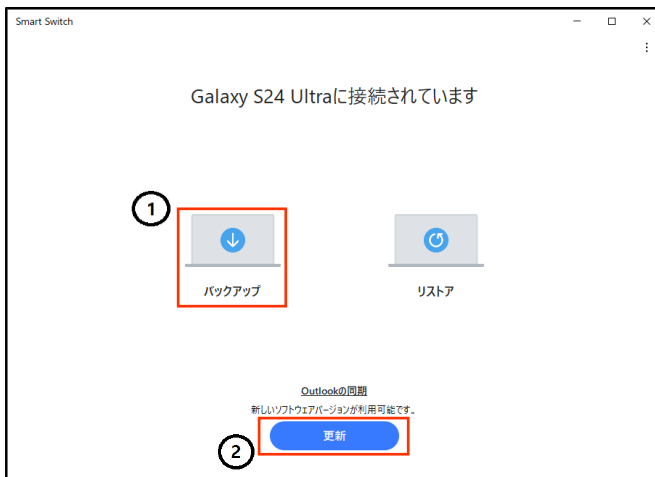 Smart Switch
Galaxy S24 Ultraに接続されています
1
バックアップ
リストア
Outlookの同期
新しいソフトウェアバージョンが利用可能です。
更新
2